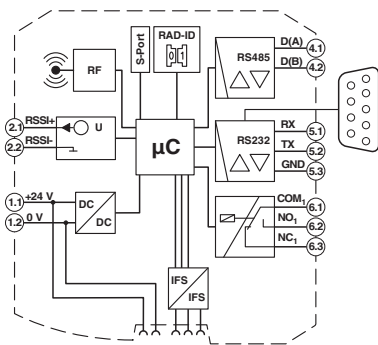 S-Port
RAD-ID
0 1
RF
RS485
D(A) 4.1
D(B) 4.2
2.1 RSSI+
2.2 RSSI-
U
µC
RS232
RX 5.1
TX 5.2
GND 5.3
1.1 +24 V
1.2 0 V
DC
DC
COM1 6.1
NO1 6.2
NC1 6.3
IFS
IFS